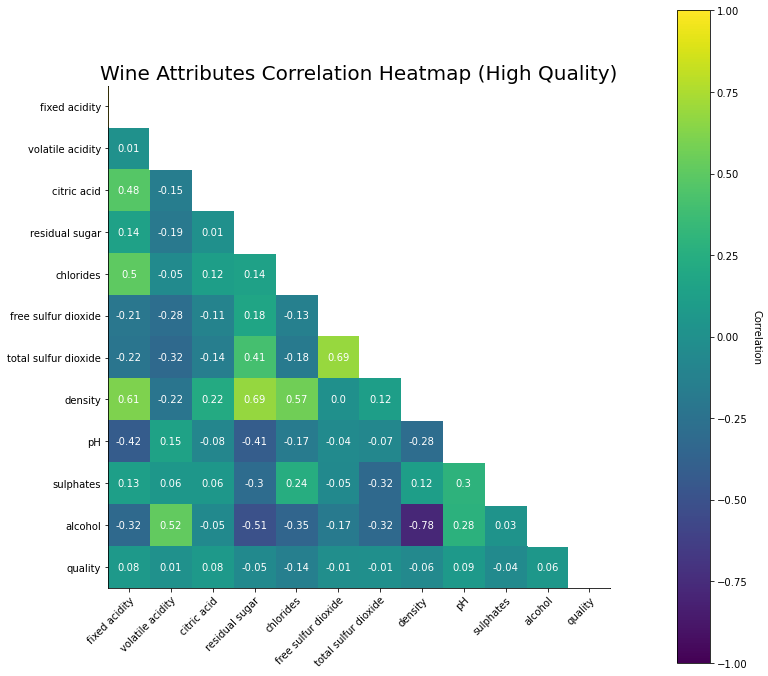 Wine Attributes Correlation Heatmap (High Quality)
fixed acidity
volatile acidity 0.01
citric acid 0.48 -0.15
residual sugar 0.14 -0.19 0.01
chlorides 0.5 -0.05 0.12 0.14
free sulfur dioxide -0.21 -0.28 -0.11 0.18 -0.13
total sulfur dioxide -0.22 -0.32 -0.14 0.41 -0.18 0.69
density 0.61 -0.22 0.22 0.69 0.57 0.0 0.12
pH -0.42 0.15 -0.08 -0.41 -0.17 -0.04 -0.07 -0.28
sulphates 0.13 0.06 0.06 -0.3 0.24 -0.05 -0.32 0.12 0.3
alcohol -0.32 0.52 -0.05 -0.51 -0.35 -0.17 -0.32 -0.78 0.28 0.03
quality 0.08 0.01 0.08 -0.05 -0.14 -0.01 -0.01 -0.06 0.09 -0.04 0.06
fixed acidity
volatile acidity
citric acid
residual sugar
chlorides
free sulfur dioxide
total sulfur dioxide
density
pH
sulphates
alcohol
quality
1.00
0.75
0.50
0.25
0.00
−0.25
−0.50
−0.75
−1.00
Correlation